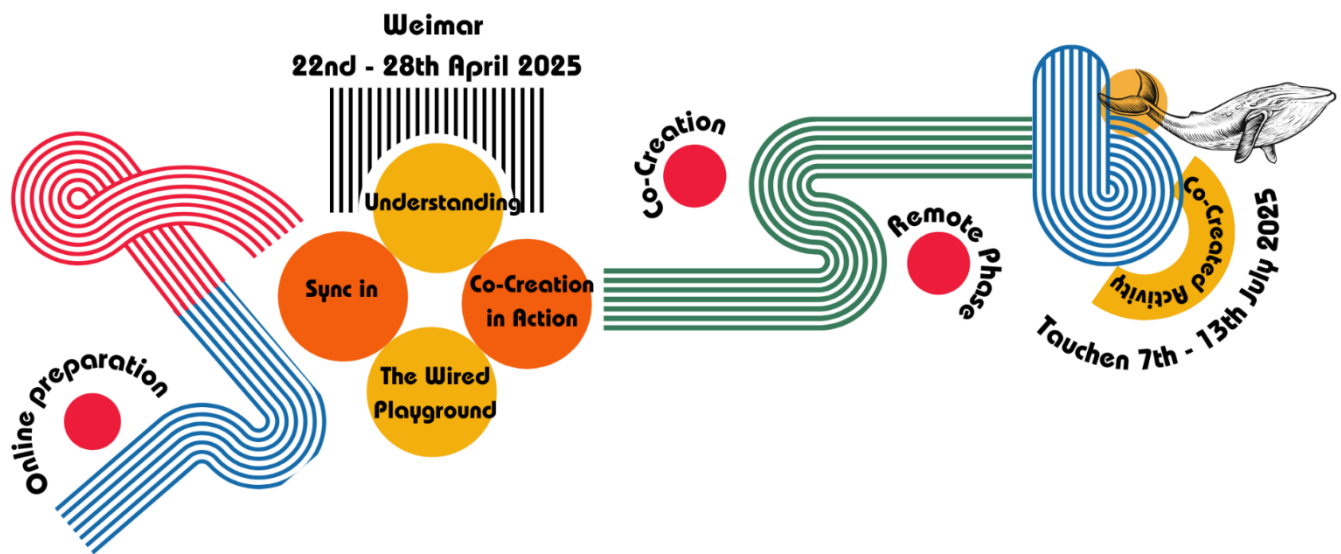 Online preparation
Weimar
22nd - 28th April 2025
Understanding
Sync in
Co-Creation
in Action
The Wired
Playground
Co-Creation
Remote Phase
Co-Created Activity
Tauchen 7th - 13th July 2025